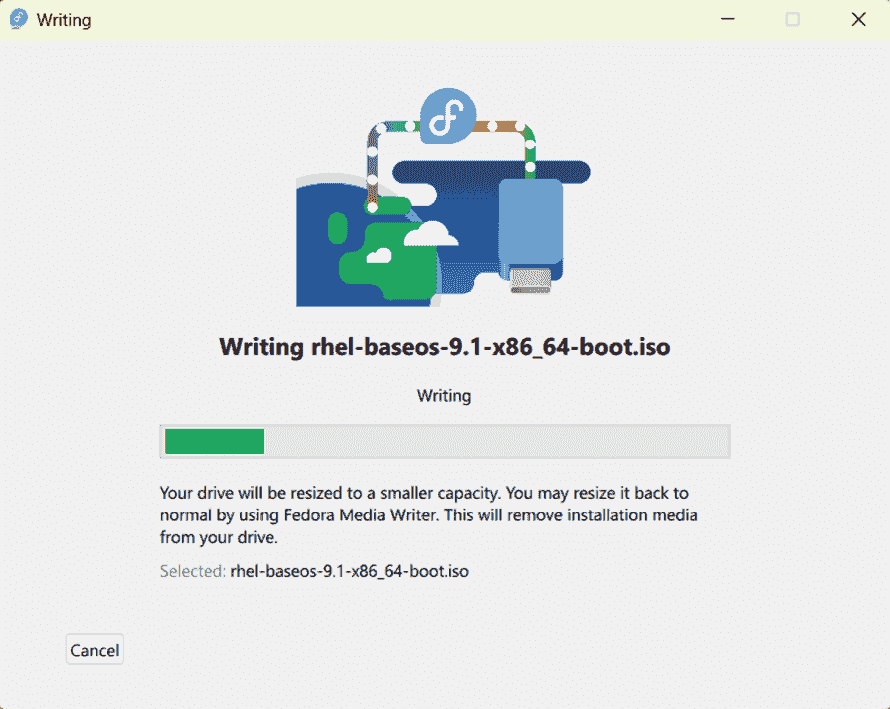 Writing
Writing rhel-baseos-9.1-x86_64-boot.iso
Writing
Your drive will be resized to a smaller capacity. You may resize it back to
normal by using Fedora Media Writer. This will remove installation media
from your drive.
Selected: rhel-baseos-9.1-x86_64-boot.iso
Cancel